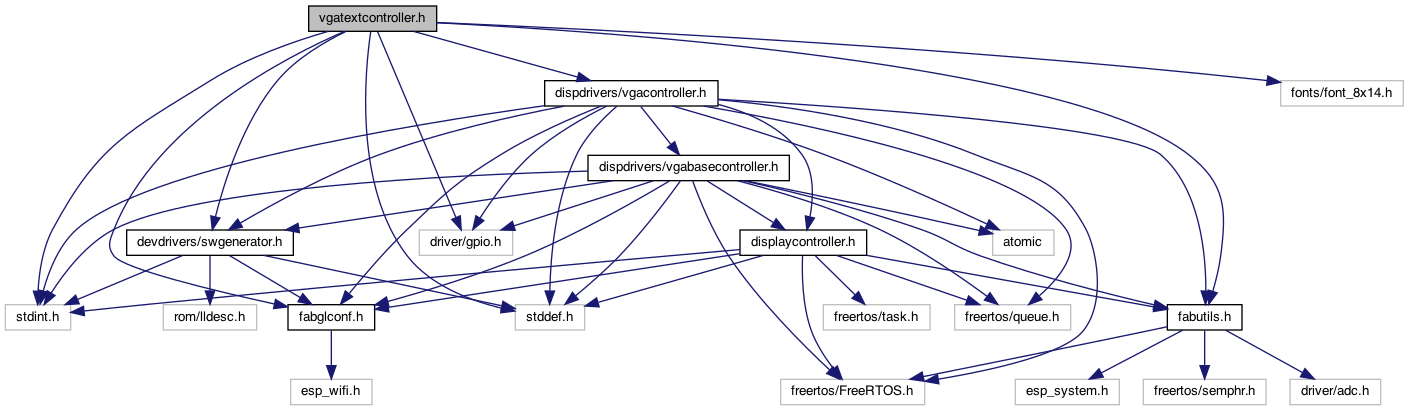 vgatextcontroller.h
dispdrivers/vgacontroller.h
fonts/font_8x14.h
dispdrivers/vgabasecontroller.h
devdrivers/swgenerator.h
driver/gpio.h
displaycontroller.h
atomic
stdint.h
rom/lldesc.h
fabglconf.h
stddef.h
freertos/task.h
freertos/queue.h
fabutils.h
esp_wifi.h
freertos/FreeRTOS.h
esp_system.h
freertos/semphr.h
driver/adc.h